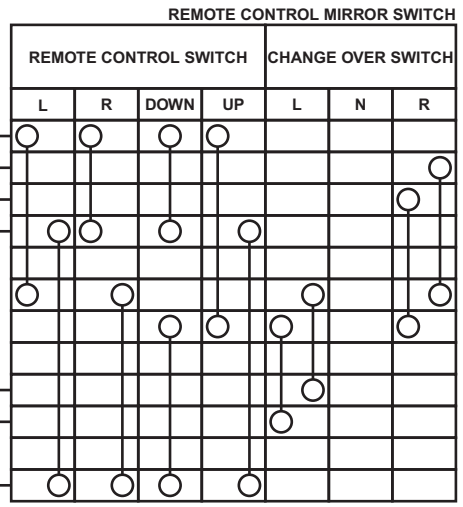 REMOTE CONTROL MIRROR SWITCH
REMOTE CONTROL SWITCH CHANGE OVER SWITCH
L R DOWN UP L N R